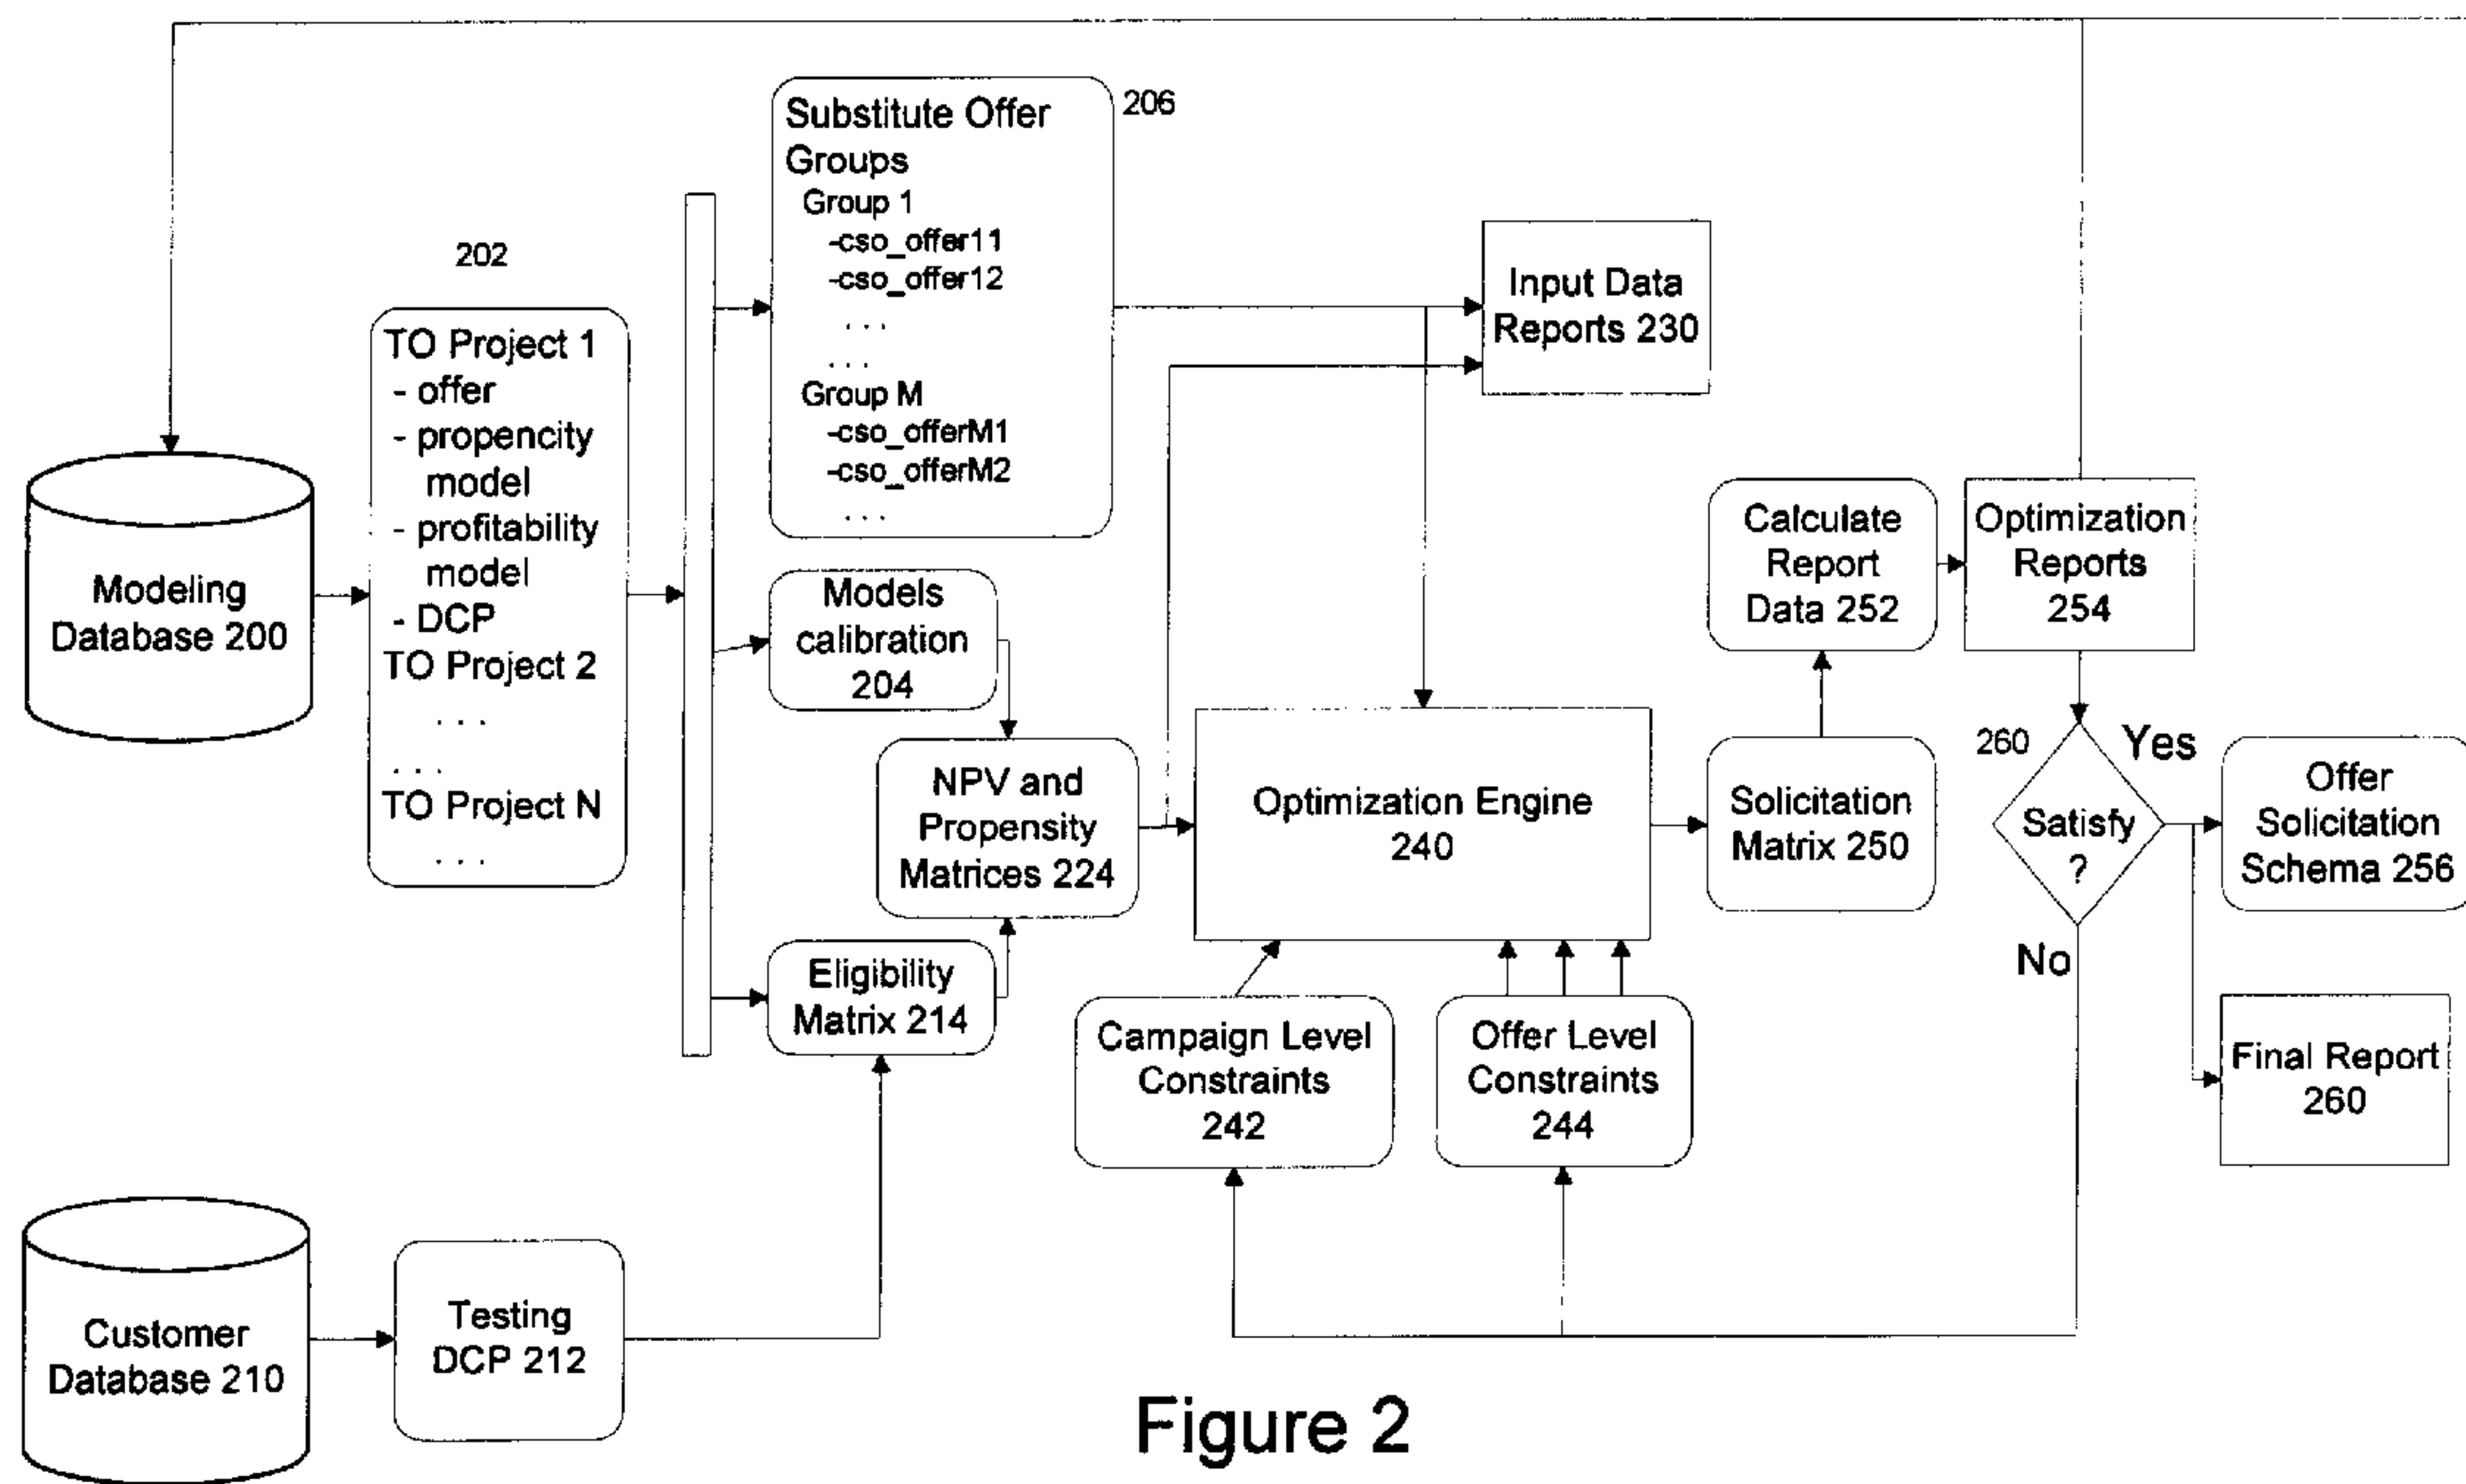 206
Substitute Offer
Groups
Group 1
-cso_offer11
-cso_offer12
. . .
. . .
Group M
-cso_offerM1
-cso_offerM2
. . .
202
TO Project 1
- offer
- propencity
model
- profitability
model
- DCP
TO Project 2
. . .
. . .
TO Project N
. . .
Modeling
Database 200
Input Data
Reports 230
Models
calibration
204
NPV and
Propensity
Matrices 224
Eligibility
Matrix 214
Optimization Engine
240
Campaign Level
Constraints
242
Offer Level
Constraints
244
Solicitation
Matrix 250
Calculate
Report
Data 252
Optimization
Reports
254
260
Satisfy
?
Yes
No
Offer
Solicitation
Schema 256
Final Report
260
Customer
Database 210
Testing
DCP 212
Figure 2